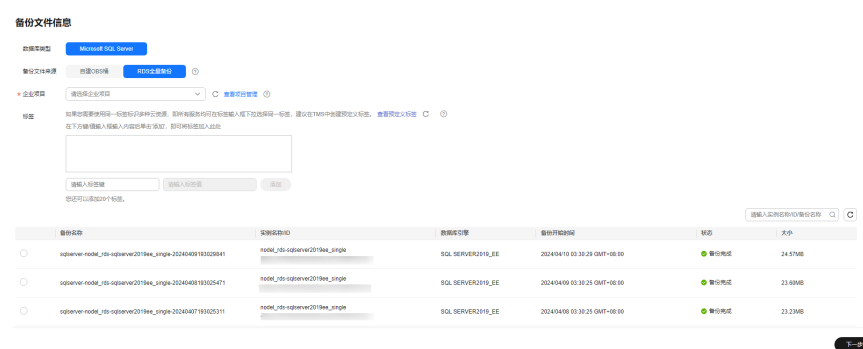 备份文件信息
数据库类型 Microsoft SQL Server
备份文件来源 自建OBS桶 RDS全量备份
* 企业项目 请选择企业项目 查看项目管理
标签 如果您需要使用同一标签标识多种云资源，即所有服务均可在标签输入框下拉选择同一标签，建议在TMS中创建预定义标签。 查看预定义标签
在下方键/值输入框输入内容后单击'添加'，即可将标签加入此处
请输入标签键 请输入标签值 添加
您还可以添加20个标签。
请输入实例名称/ID/备份名称
备份名称 实例名称/ID 数据库引擎 备份开始时间 状态 大小
sqlserver-nodel_rds-sqlserver2019ee_single-20240409193029841 nodel_rds-sqlserver2019ee_single SQL SERVER2019_EE 2024/04/10 03:30:29 GMT+08:00 备份完成 24.57MB
sqlserver-nodel_rds-sqlserver2019ee_single-20240408193025471 nodel_rds-sqlserver2019ee_single SQL SERVER2019_EE 2024/04/09 03:30:25 GMT+08:00 备份完成 23.60MB
sqlserver-nodel_rds-sqlserver2019ee_single-20240407193025311 nodel_rds-sqlserver2019ee_single SQL SERVER2019_EE 2024/04/08 03:30:25 GMT+08:00 备份完成 23.23MB
下一步